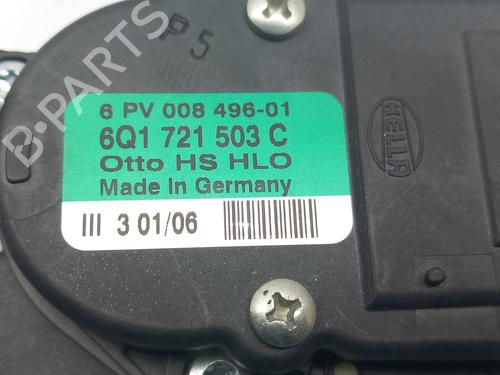 B-PARTS
P5
6 PV 008 496-01
6Q1 721 503 C
Otto HS HLO
Made In Germany
III 3 01/06
HELLA